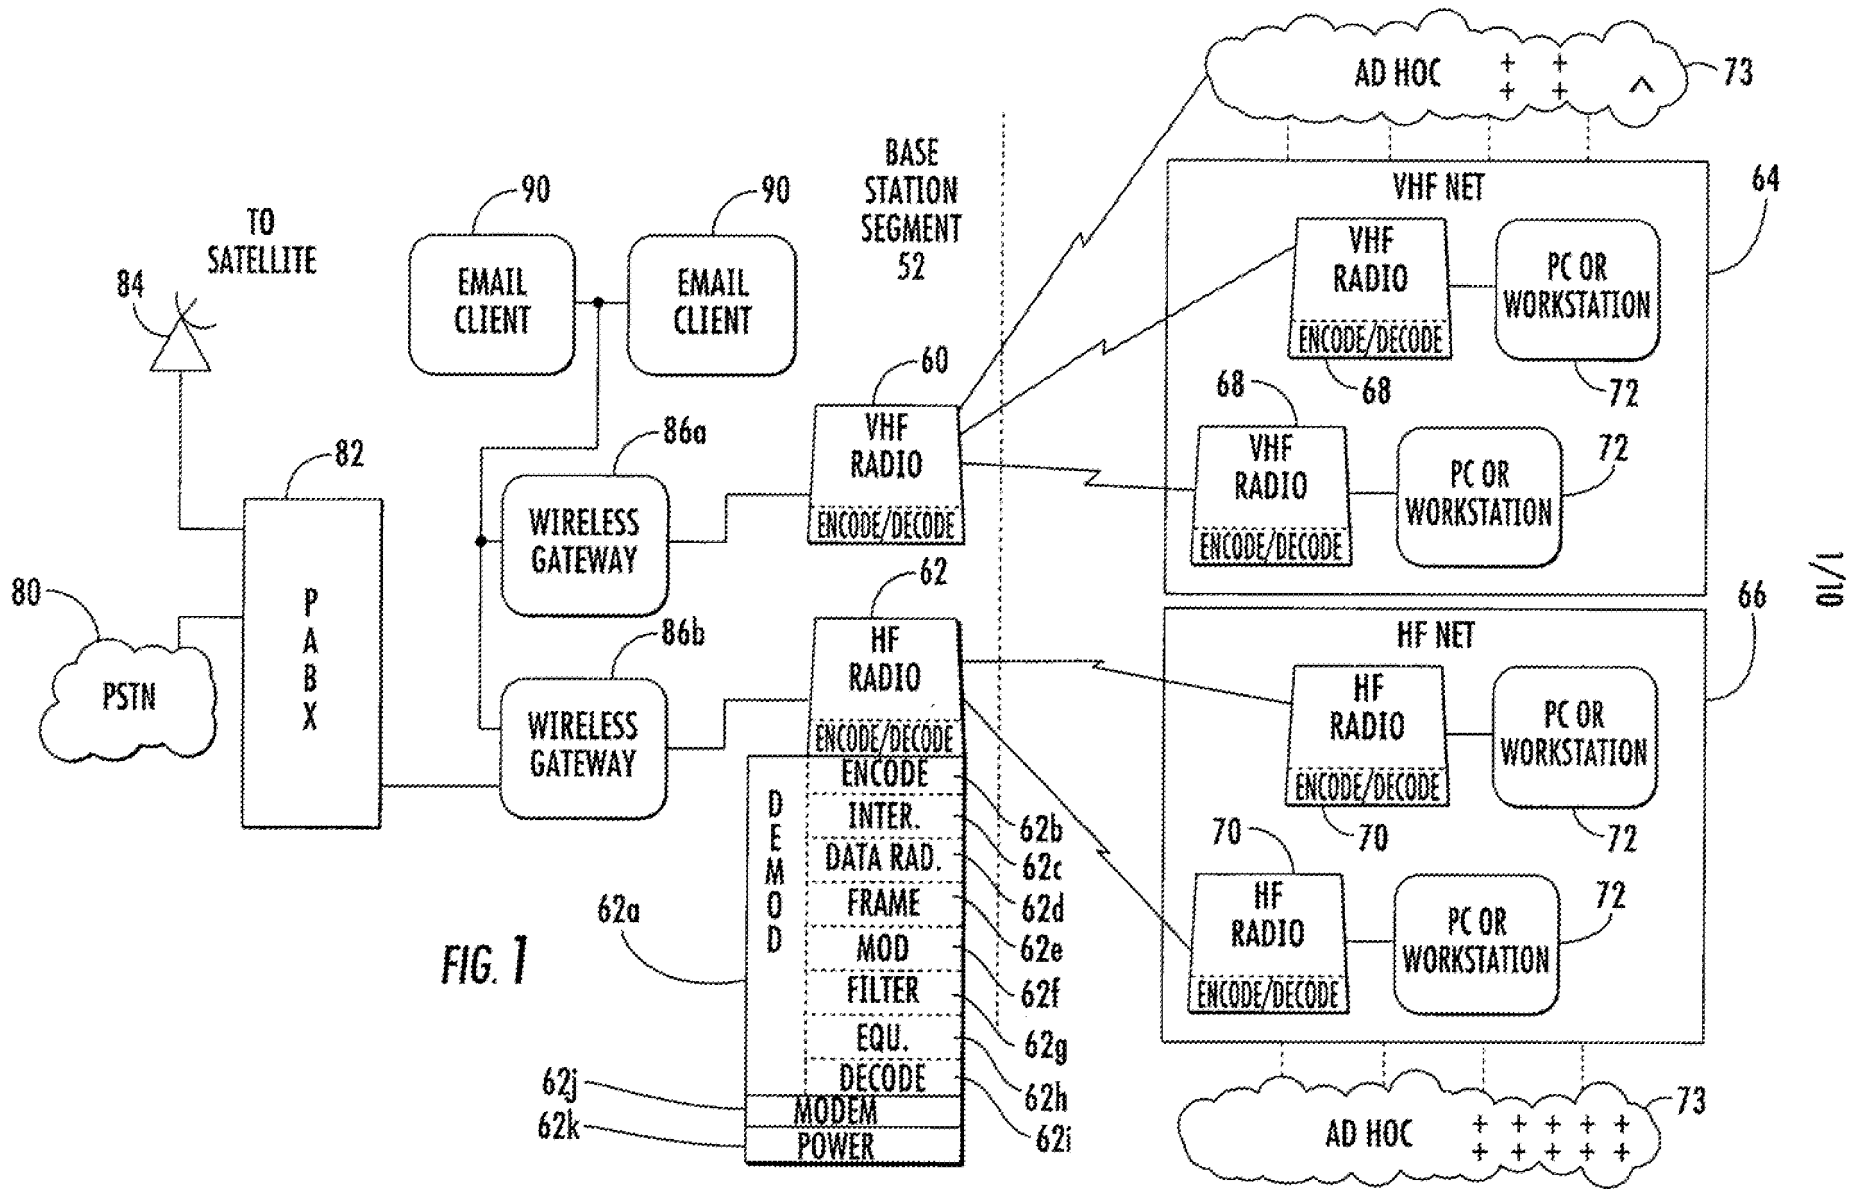 AD HOC
+ +
+ + ^
73
BASE
STATION
SEGMENT
52
VHF NET
64
90
90
TO
SATELLITE
84
EMAIL
CLIENT
EMAIL
CLIENT
VHF
RADIO
ENCODE/DECODE
68
PC OR
WORKSTATION
72
60
VHF
RADIO
ENCODE/DECODE
68
VHF
RADIO
ENCODE/DECODE
PC OR
WORKSTATION
72
82
86a
WIRELESS
GATEWAY
80
PSTN
PABX
86b
WIRELESS
GATEWAY
62
HF
RADIO
ENCODE/DECODE
DEMOD
ENCODE
INTER.
DATA RAD.
FRAME
MOD
FILTER
EQU.
DECODE
MODEM
POWER
62a
62b
62c
62d
62e
62f
62g
62h
62i
62j
62k
66
HF NET
HF
RADIO
ENCODE/DECODE
70
PC OR
WORKSTATION
72
70
HF
RADIO
ENCODE/DECODE
PC OR
WORKSTATION
72
AD HOC
+ + + + +
+ + + + +
73
FIG. 1
1/10